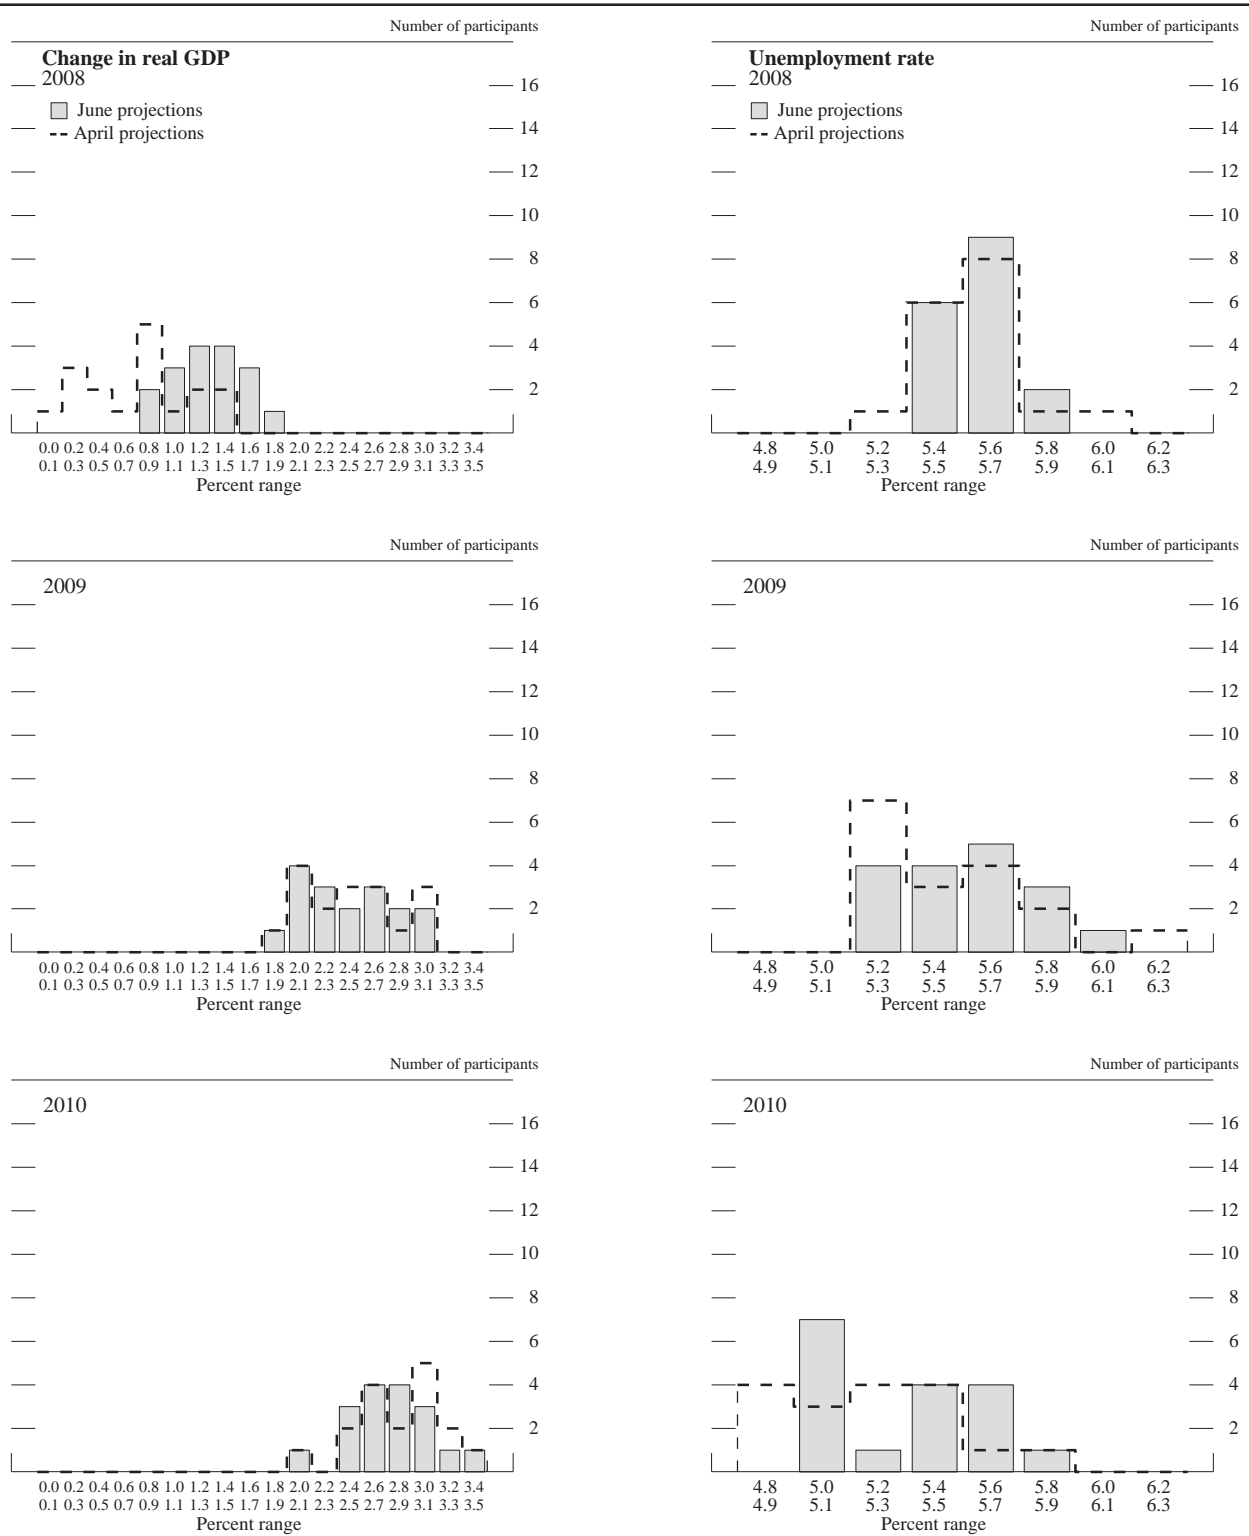 Number of participants
Change in real GDP
2008
June projections
April projections
16
14
12
10
8
6
4
2
0.0 0.2 0.4 0.6 0.8 1.0 1.2 1.4 1.6 1.8 2.0 2.2 2.4 2.6 2.8 3.0 3.2 3.4
0.1 0.3 0.5 0.7 0.9 1.1 1.3 1.5 1.7 1.9 2.1 2.3 2.5 2.7 2.9 3.1 3.3 3.5
Percent range
Number of participants
Unemployment rate
2008
June projections
April projections
16
14
12
10
8
6
4
2
4.8 5.0 5.2 5.4 5.6 5.8 6.0 6.2
4.9 5.1 5.3 5.5 5.7 5.9 6.1 6.3
Percent range
Number of participants
2009
16
14
12
10
8
6
4
2
0.0 0.2 0.4 0.6 0.8 1.0 1.2 1.4 1.6 1.8 2.0 2.2 2.4 2.6 2.8 3.0 3.2 3.4
0.1 0.3 0.5 0.7 0.9 1.1 1.3 1.5 1.7 1.9 2.1 2.3 2.5 2.7 2.9 3.1 3.3 3.5
Percent range
Number of participants
2009
16
14
12
10
8
6
4
2
4.8 5.0 5.2 5.4 5.6 5.8 6.0 6.2
4.9 5.1 5.3 5.5 5.7 5.9 6.1 6.3
Percent range
Number of participants
2010
16
14
12
10
8
6
4
2
0.0 0.2 0.4 0.6 0.8 1.0 1.2 1.4 1.6 1.8 2.0 2.2 2.4 2.6 2.8 3.0 3.2 3.4
0.1 0.3 0.5 0.7 0.9 1.1 1.3 1.5 1.7 1.9 2.1 2.3 2.5 2.7 2.9 3.1 3.3 3.5
Percent range
Number of participants
2010
16
14
12
10
8
6
4
2
4.8 5.0 5.2 5.4 5.6 5.8 6.0 6.2
4.9 5.1 5.3 5.5 5.7 5.9 6.1 6.3
Percent range